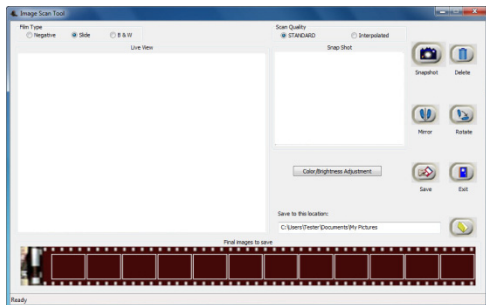 Image Scan Tool
Film Type
Negative
Slide
B & W
Scan Quality
STANDARD
Interpolated
Live View
Snap Shot
Snapshot
Delete
Mirror
Rotate
Color/Brightness Adjustment
Save
Exit
Save to this location:
C:\Users\Tester\Documents\My Pictures
Final images to save
Ready